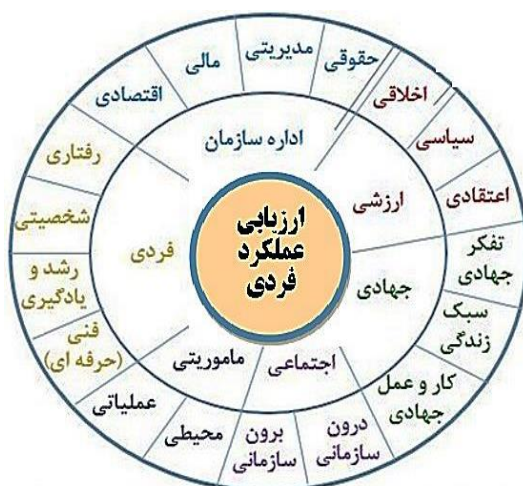 ارزیابی
عملکرد
فردی
اداره سازمان
ارزشی
جهادی
اجتماعی
ماموریتی
فردی
حقوقی
مدیریتی
مالی
اقتصادی
اخلاقی
سیاسی
اعتقادی
تفکر
جهادی
سبک
زندگی
کار و عمل
جهادی
درون
سازمانی
برون
سازمانی
محیطی
عملیاتی
فنی
(حرفه ای)
رشد و
یادگیری
شخصیتی
رفتاری